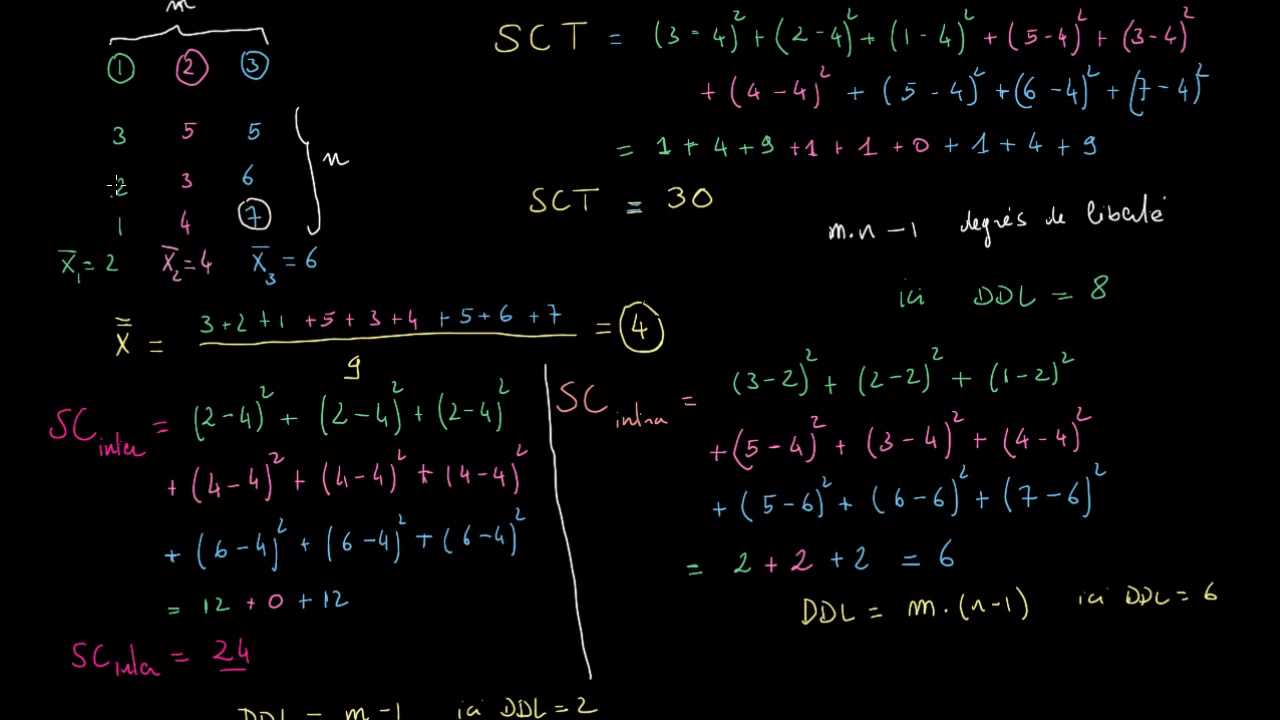 m
① ② ③
3 5 5
2 3 6
1 4 7
n
X̄₁ = 2 X̄₂ = 4 X̄₃ = 6
X̿ = (3+2+1+5+3+4+5+6+7)/9 = 4
SCT = (3-4)² + (2-4)² + (1-4)² + (5-4)² + (3-4)²
+ (4-4)² + (5-4)² + (6-4)² + (7-4)²
= 1 + 4 + 9 + 1 + 1 + 0 + 1 + 4 + 9
SCT = 30
m.n - 1 degrés de liberté
ici DDL = 8
SC inter = (2-4)² + (2-4)² + (2-4)²
+ (4-4)² + (4-4)² + (4-4)²
+ (6-4)² + (6-4)² + (6-4)²
= 12 + 0 + 12
SC inter = 24
DDL = m-1 ici DDL = 2
SC intra = (3-2)² + (2-2)² + (1-2)²
+ (5-4)² + (3-4)² + (4-4)²
+ (5-6)² + (6-6)² + (7-6)²
= 2 + 2 + 2 = 6
DDL = m.(n-1) ici DDL = 6